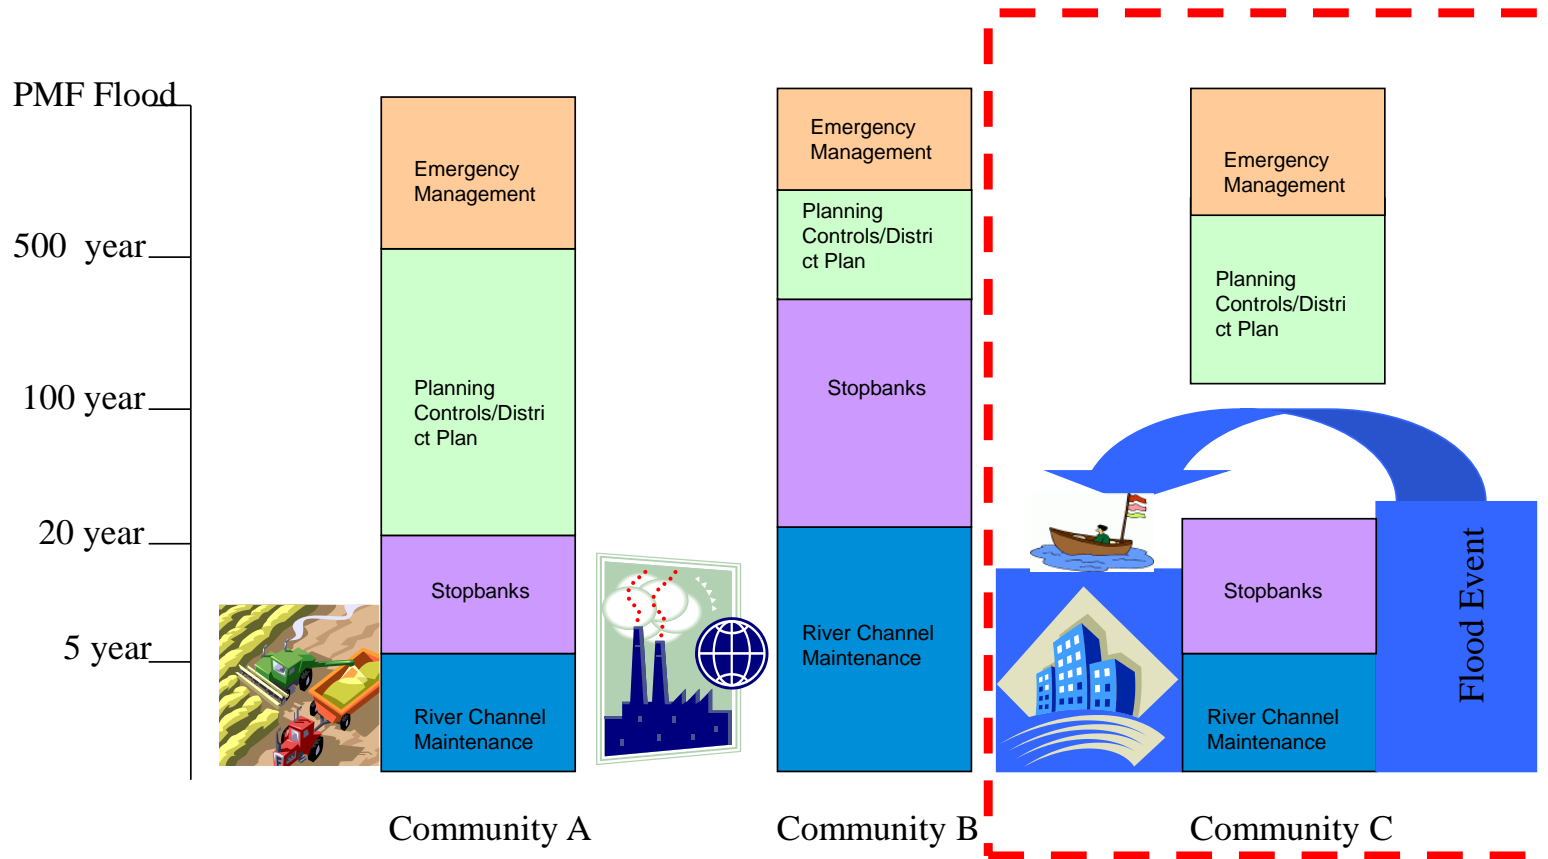 PMF Flood
500  year
100 year
20 year
5 year
Emergency
Management
Planning
Controls/Distri
ct Plan
Stopbanks
River Channel
Maintenance
Community A
Emergency
Management
Planning
Controls/Distri
ct Plan
Stopbanks
River Channel
Maintenance
Community B
Emergency
Management
Planning
Controls/Distri
ct Plan
Stopbanks
River Channel
Maintenance
Flood Event
Community C